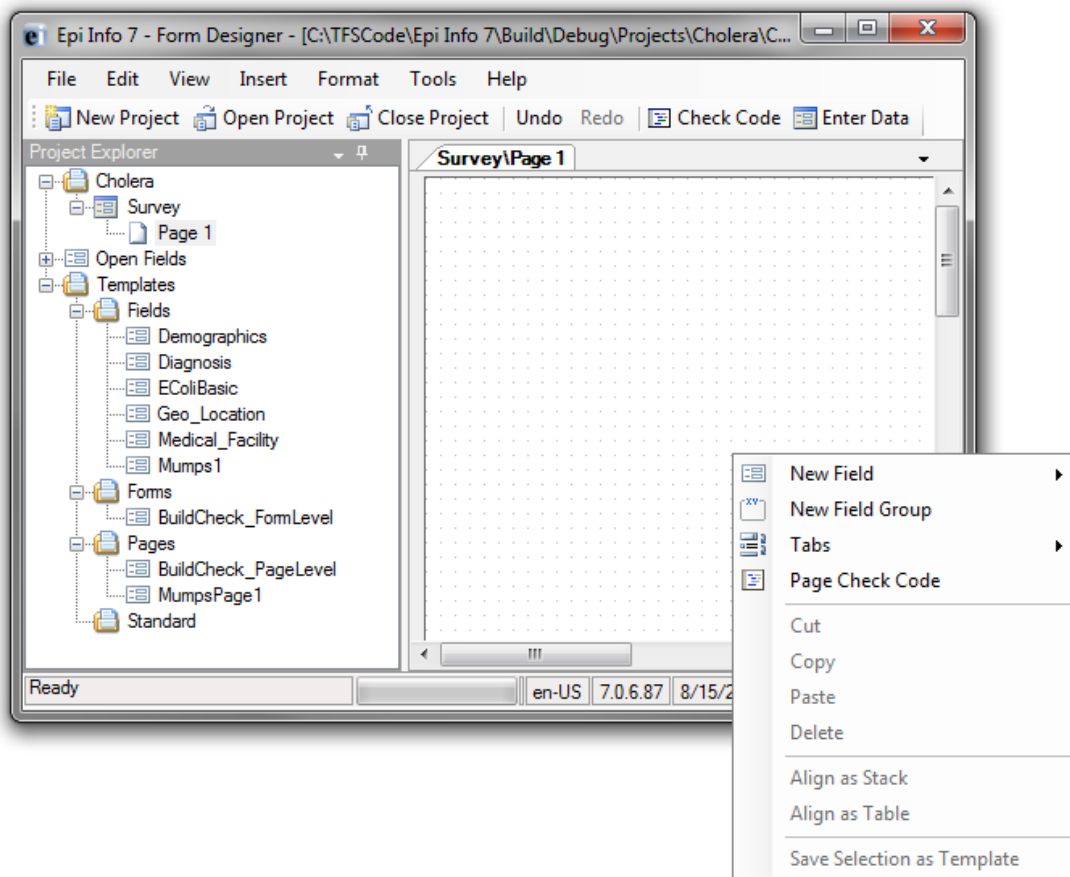 Epi Info 7 - Form Designer - [C:\TFSCode\Epi Info 7\Build\Debug\Projects\Cholera\C...
File Edit View Insert Format Tools Help
New Project Open Project Close Project Undo Redo Check Code Enter Data
Project Explorer
Survey\Page 1
Cholera
Survey
Page 1
Open Fields
Templates
Fields
Demographics
Diagnosis
EColiBasic
Geo_Location
Medical_Facility
Mumps1
Forms
BuildCheck_FormLevel
Pages
BuildCheck_PageLevel
MumpsPage1
Standard
Ready
en-US 7.0.6.87 8/15/2
New Field
New Field Group
Tabs
Page Check Code
Cut
Copy
Paste
Delete
Align as Stack
Align as Table
Save Selection as Template